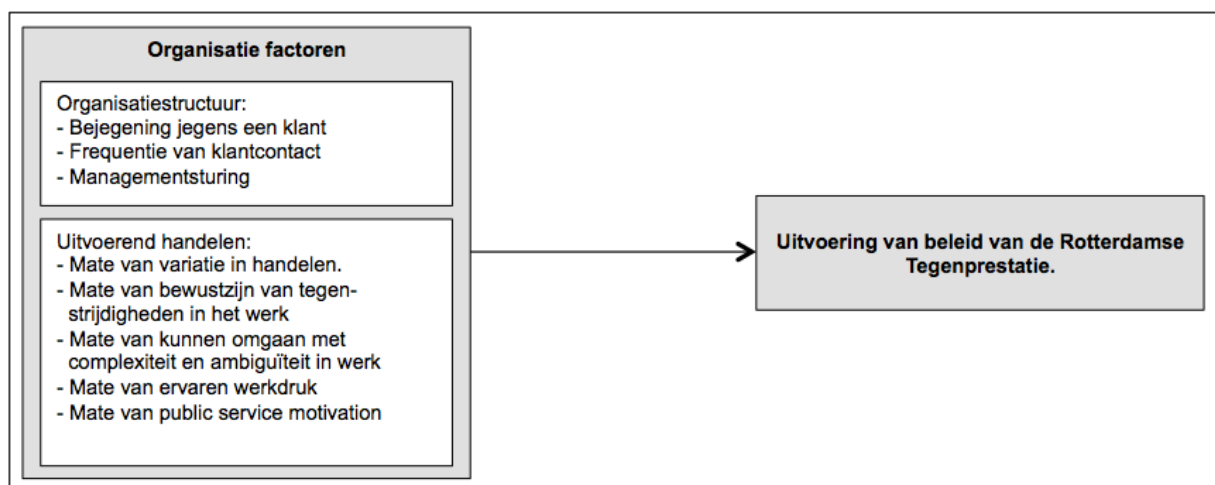 Organisatie factoren
Organisatiestructuur:
- Bejegening jegens een klant
- Frequentie van klantcontact
- Managementsturing
Uitvoerend handelen:
- Mate van variatie in handelen.
- Mate van bewustzijn van tegen-
strijdigheden in het werk
- Mate van kunnen omgaan met
complexiteit en ambiguïteit in werk
- Mate van ervaren werkdruk
- Mate van public service motivation
Uitvoering van beleid van de Rotterdamse
Tegenprestatie.